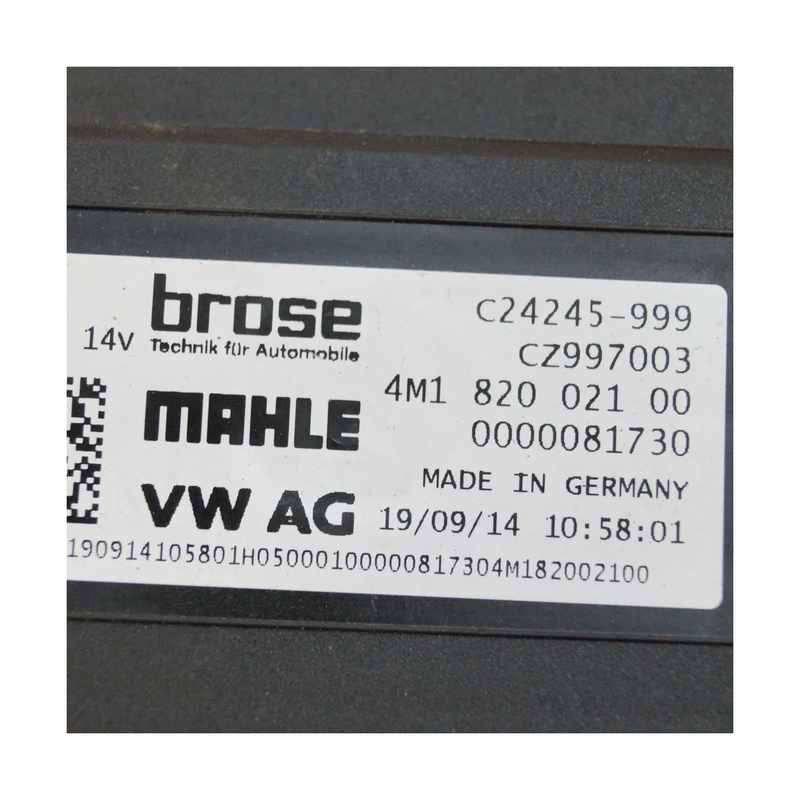 brose
C24245-999
14V Technik für Automobile
CZ997003
4M1 820 021 00
MAHLE
0000081730
MADE IN GERMANY
VW AG
19/09/14 10:58:01
190914105801H05000100000817304M182002100